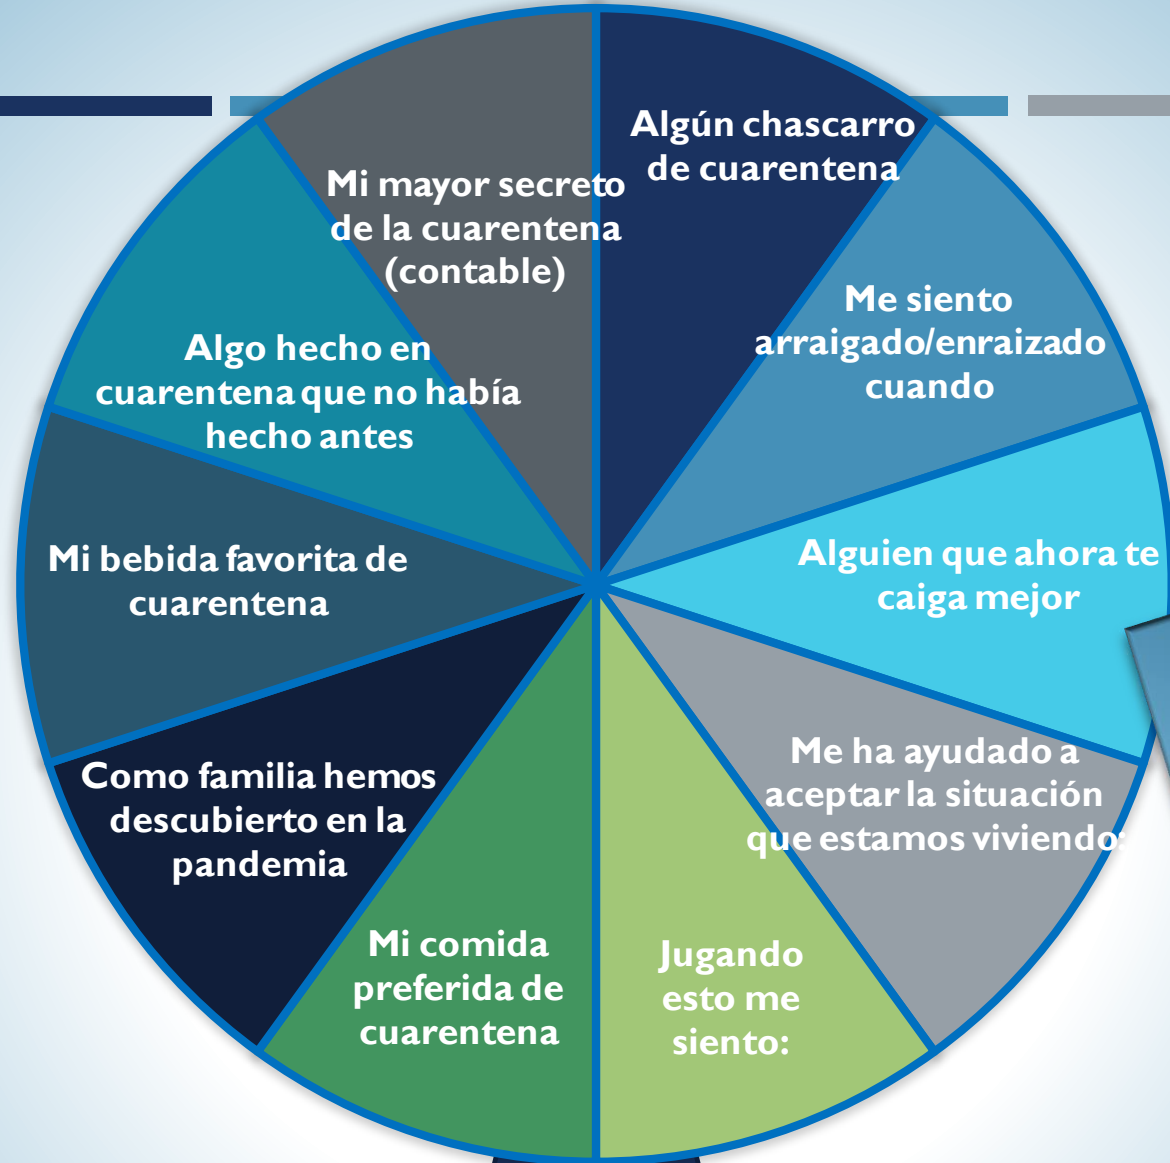 Algún chascarro
de cuarentena
Me siento
arraigado/enraizado
cuando
Alguien que ahora te
caiga mejor
Me ha ayudado a
aceptar la situación
que estamos viviendo:
Jugando
esto me
siento:
Mi comida
preferida de
cuarentena
Como familia hemos
descubierto en la
pandemia
Mi bebida favorita de
cuarentena
Algo hecho en
cuarentena que no había
hecho antes
Mi mayor secreto
de la cuarentena
(contable)